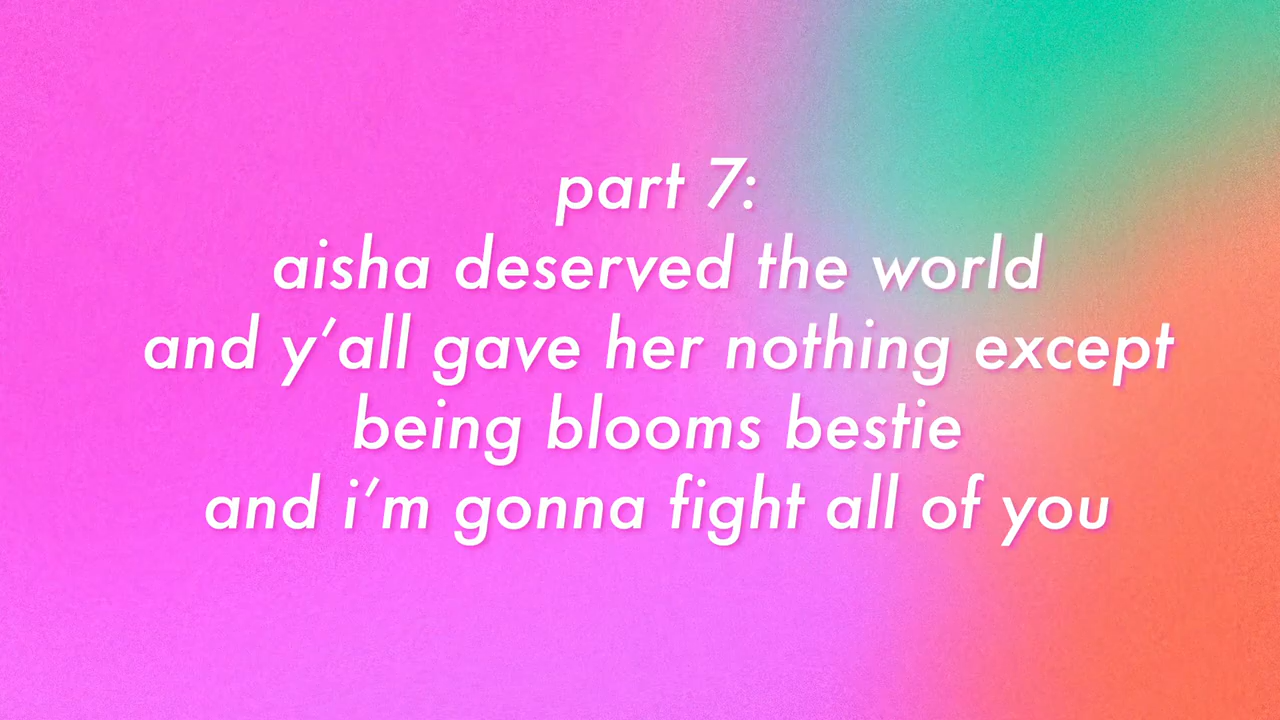 part 7:
aisha deserved the world
and y’all gave her nothing except
being blooms bestie
and i’m gonna fight all of you